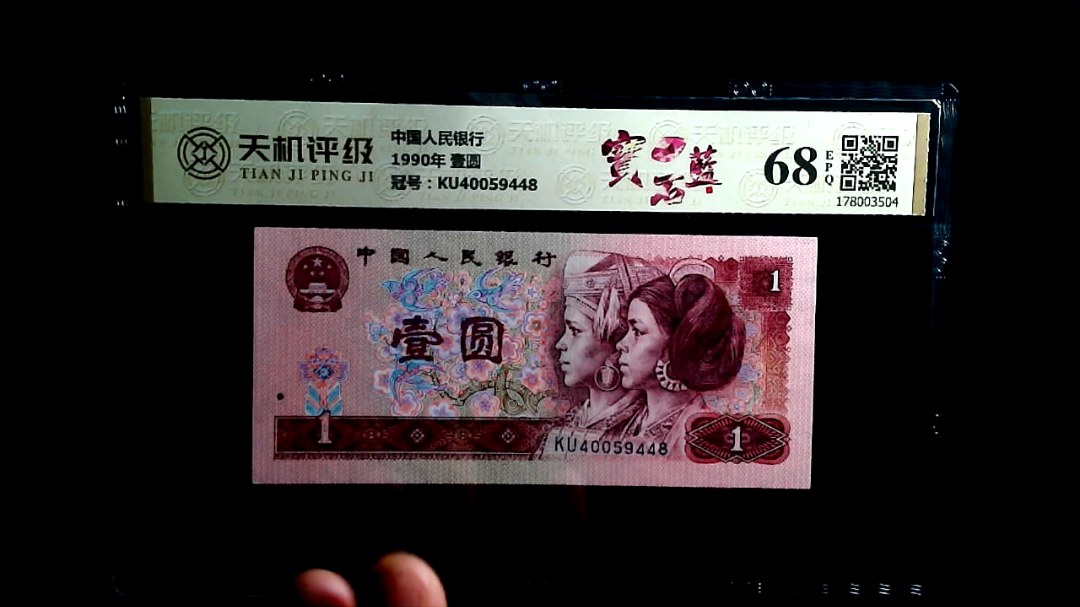 天机评级
TIAN JI PING JI
中国人民银行
1990年 壹圆
冠号：KU40059448
寶石藍
68
EPQ
178003504
中国人民银行
1
壹圆
1
KU40059448
1